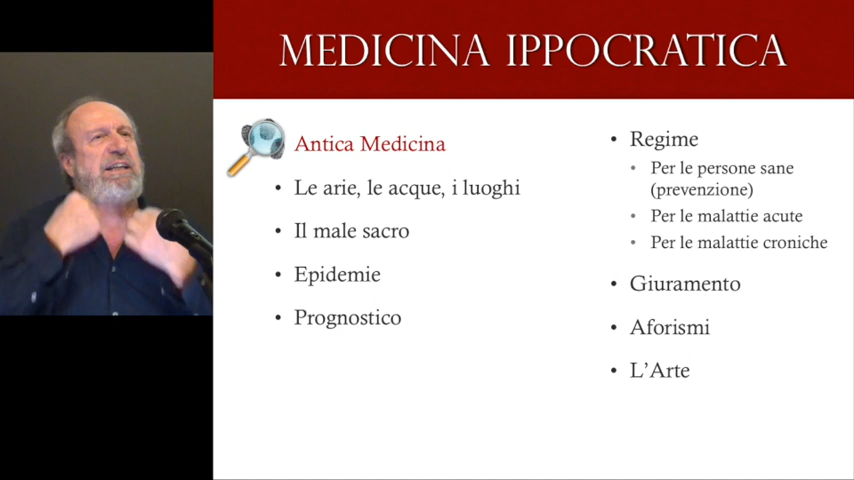 MEDICINA IPPOCRATICA
Antica Medicina
• Le arie, le acque, i luoghi
• Il male sacro
• Epidemie
• Prognostico
• Regime
• Per le persone sane
(prevenzione)
• Per le malattie acute
• Per le malattie croniche
• Giuramento
• Aforismi
• L’Arte